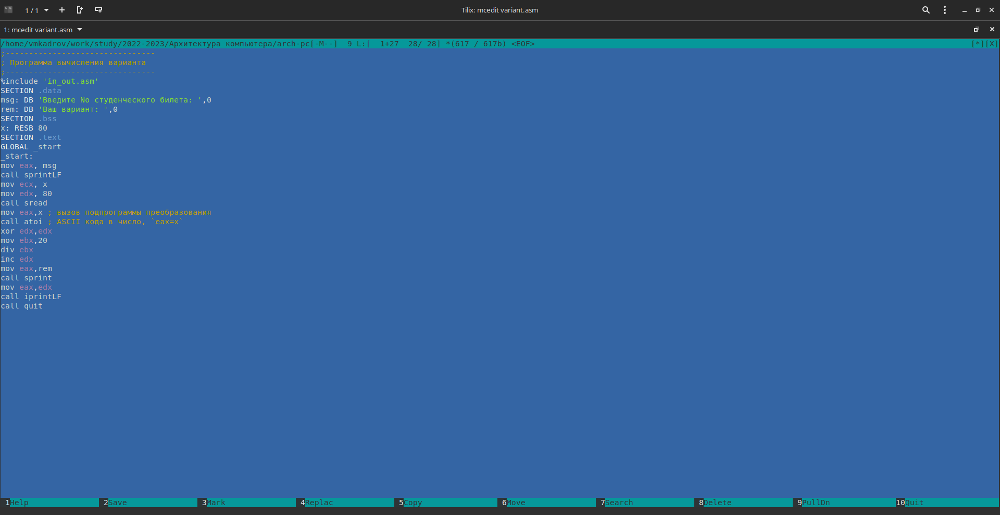 1 / 1
Tilix: mcedit variant.asm
1: mcedit variant.asm
/home/vmkadrov/work/study/2022-2023/Архитектура компьютера/arch-pc[-M--]  9 L:[  1+27  28/ 28] *(617 / 617b) <EOF> [*][X]
;--------------------------------
; Программа вычисления варианта
;--------------------------------
%include 'in_out.asm'
SECTION .data
msg: DB 'Введите No студенческого билета: ',0
rem: DB 'Ваш вариант: ',0
SECTION .bss
x: RESB 80
SECTION .text
GLOBAL _start
_start:
mov eax, msg
call sprintLF
mov ecx, x
mov edx, 80
call sread
mov eax,x ; вызов подпрограммы преобразования
call atoi ; ASCII кода в число, `eax=x`
xor edx,edx
mov ebx,20
div ebx
inc edx
mov eax,rem
call sprint
mov eax,edx
call iprintLF
call quit
1Help 2Save 3Mark 4Replac 5Copy 6Move 7Search 8Delete 9PullDn 10Quit